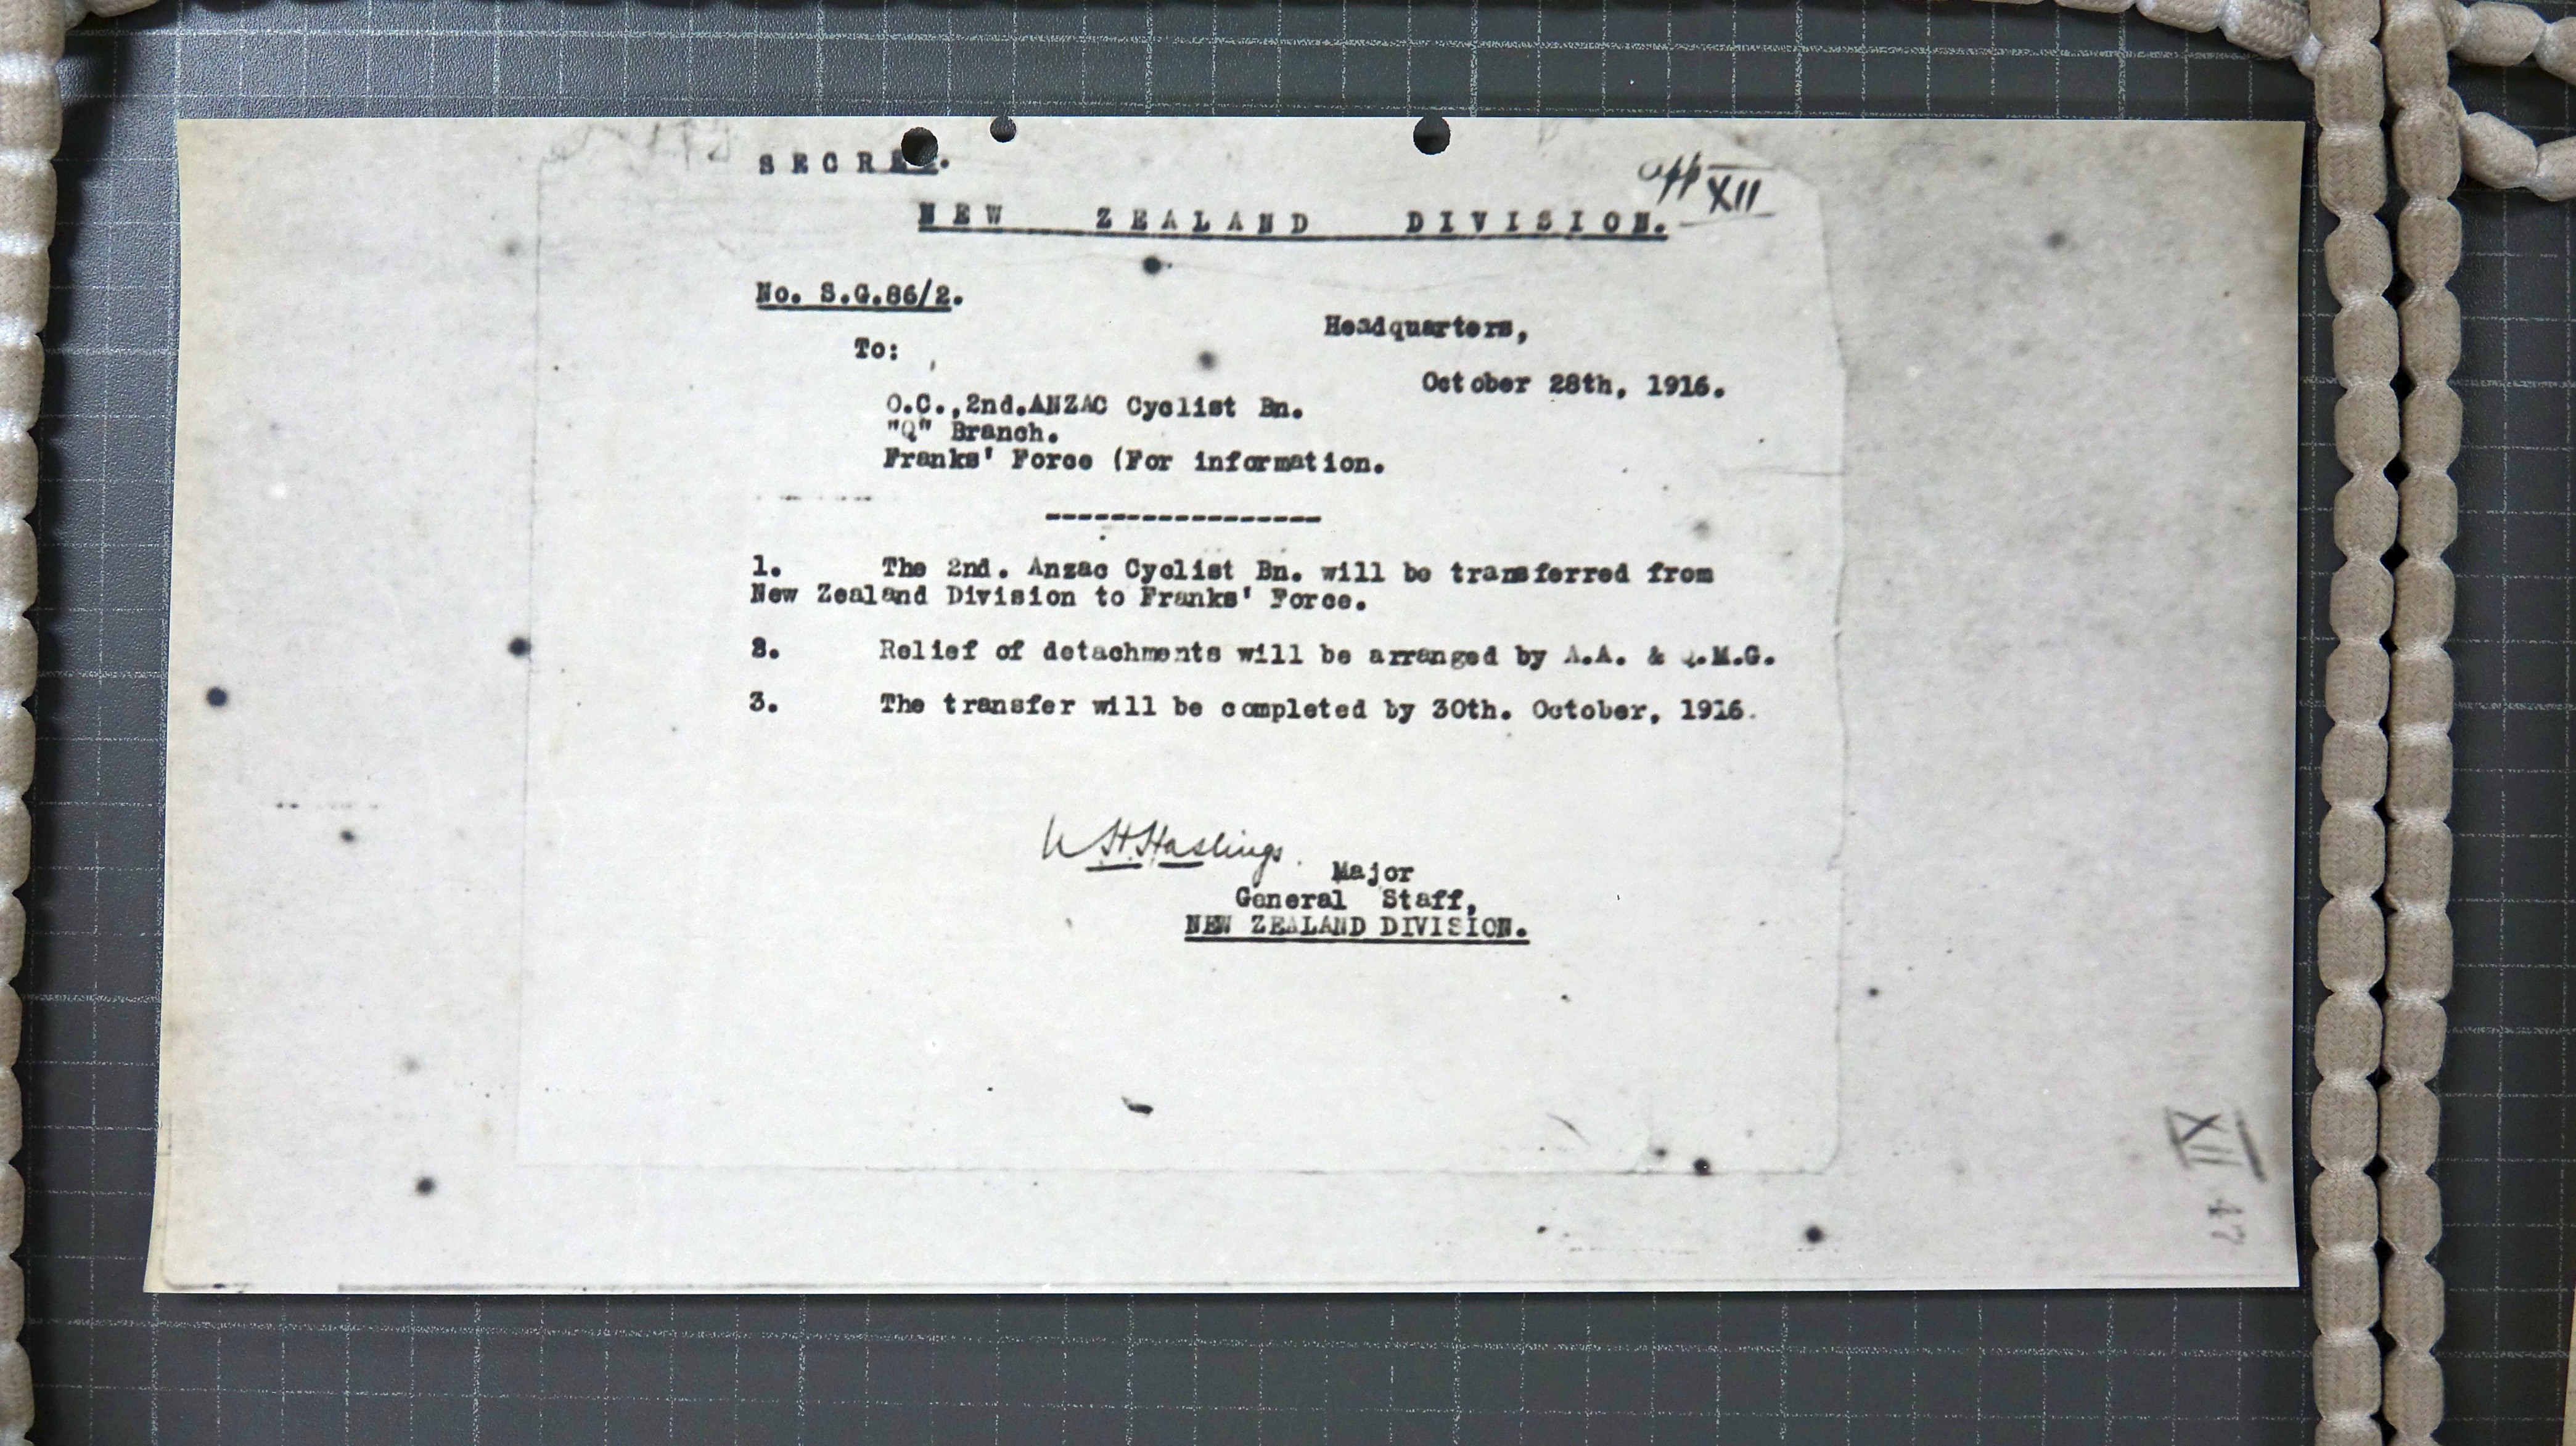 SECRET.
app XII
NEW ZEALAND DIVISION.
No. S.G.86/2.
Headquarters,
To:
October 28th, 1916.
O.C.,2nd.ANZAC Cyclist Bn.
"Q" Branch.
Franks' Force (For information.
-----------------
1. The 2nd. Anzac Cyclist Bn. will be transferred from
New Zealand Division to Franks' Force.
2. Relief of detachments will be arranged by A.A. & Q.M.G.
3. The transfer will be completed by 30th. October, 1916.
W H Hastings.
Major
General Staff,
NEW ZEALAND DIVISION.
XII
47